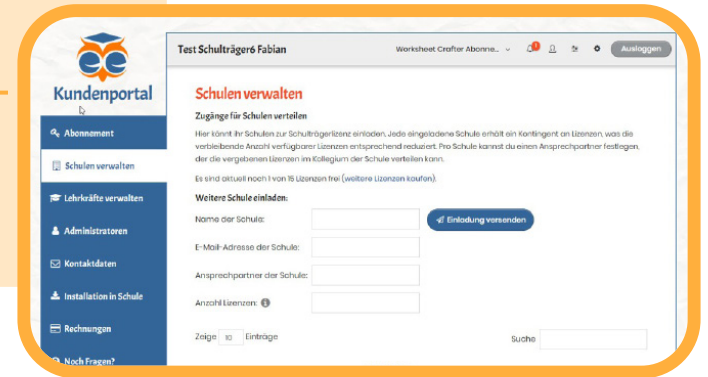 Test Schulträger6 Fabian
Worksheet Crafter Abonne...
Ausloggen
Kundenportal
Abonnement
Schulen verwalten
Lehrkräfte verwalten
Administratoren
Kontaktdaten
Installation in Schule
Rechnungen
Noch Fragen?
Schulen verwalten
Zugänge für Schulen verteilen
Hier könnt ihr Schulen zur Schulträgerlizenz einladen. Jede eingeladene Schule erhält ein Kontingent an Lizenzen, was die
verbleibende Anzahl verfügbarer Lizenzen entsprechend reduziert. Pro Schule kannst du einen Ansprechpartner festlegen,
der die vergebenen Lizenzen im Kollegium der Schule verteilen kann.
Es sind aktuell noch 1 von 15 Lizenzen frei (weitere Lizenzen kaufen).
Weitere Schule einladen:
Name der Schule:
Einladung versenden
E-Mail-Adresse der Schule:
Ansprechpartner der Schule:
Anzahl Lizenzen:
Zeige 10 Einträge
Suche